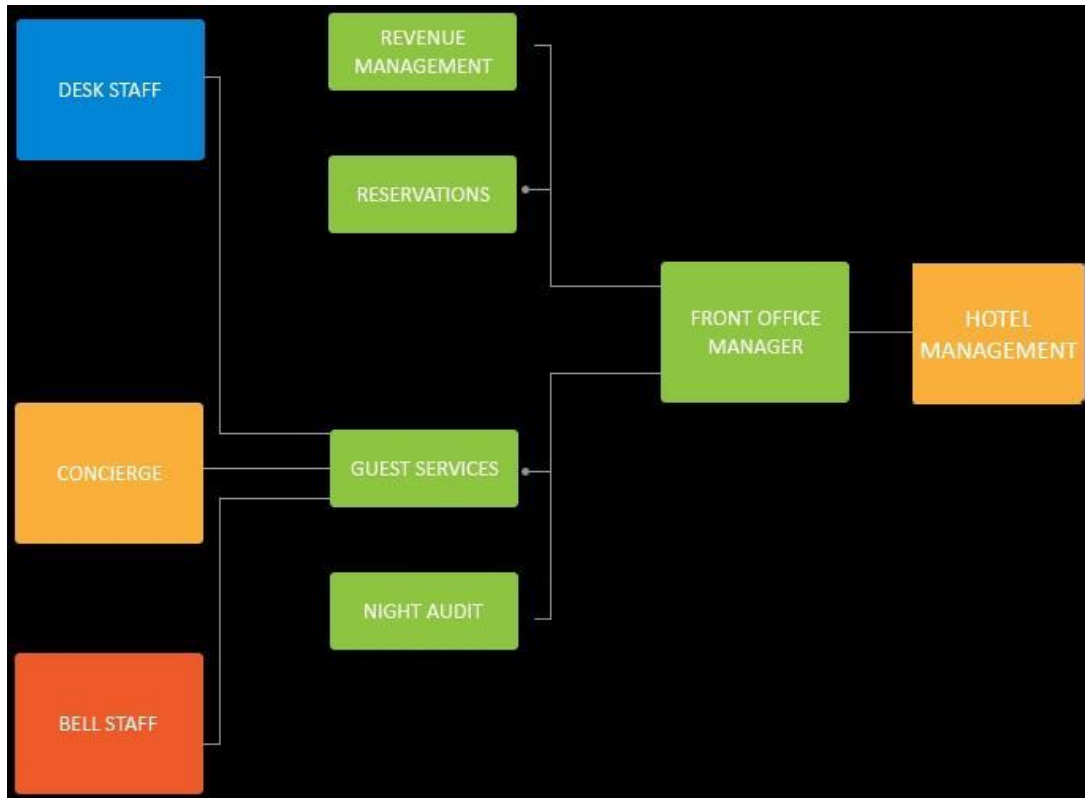 DESK STAFF
REVENUE
MANAGEMENT
RESERVATIONS
FRONT OFFICE
MANAGER
HOTEL
MANAGEMENT
CONCIERGE
GUEST SERVICES
NIGHT AUDIT
BELL STAFF